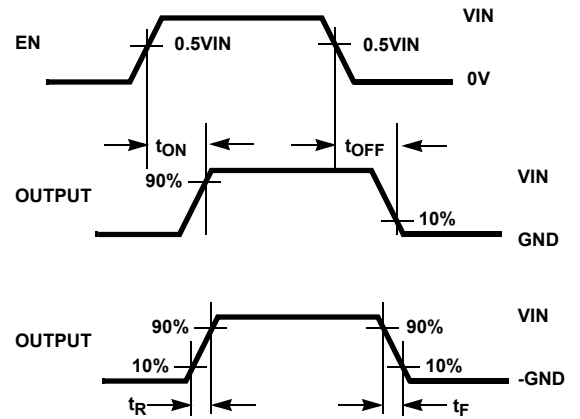 VIN
EN
0.5VIN
0.5VIN
0V
tON
tOFF
90%
VIN
OUTPUT
10%
GND
VIN
90%
90%
OUTPUT
10%
10%
-GND
tR
tF